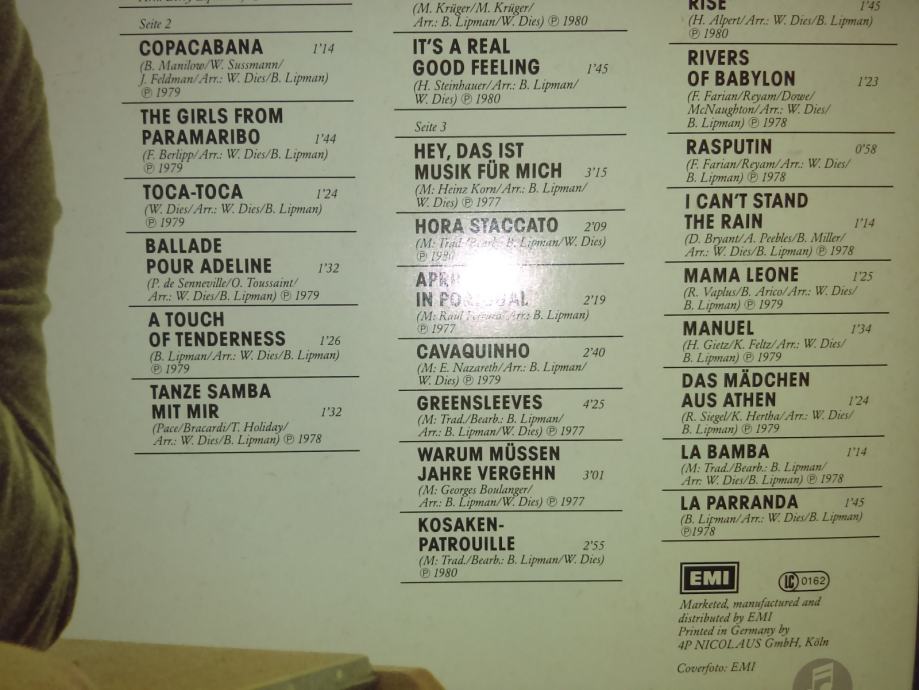 Seite 2
COPACABANA 1'14
(B. Manilow/W. Sussmann/
J. Feldman/Arr.: W. Dies/B. Lipman)
℗ 1979
THE GIRLS FROM
PARAMARIBO 1'44
(F. Berlipp/Arr.: W. Dies/B. Lipman)
℗ 1979
TOCA-TOCA 1'24
(W. Dies/Arr.: W. Dies/B. Lipman)
℗ 1979
BALLADE
POUR ADELINE 1'32
(P. de Senneville/O. Toussaint/
Arr.: W. Dies/B. Lipman) ℗ 1979
A TOUCH
OF TENDERNESS 1'26
(B. Lipman/Arr.: W. Dies/B. Lipman)
℗ 1979
TANZE SAMBA
MIT MIR 1'32
(Pace/Bracardi/T. Holiday/
Arr.: W. Dies/B. Lipman) ℗ 1978
(M. Krüger/M. Krüger/
Arr.: B. Lipman/W. Dies) ℗ 1980
IT'S A REAL
GOOD FEELING 1'45
(H. Steinhauer/Arr.: B. Lipman/
W. Dies) ℗ 1980
Seite 3
HEY, DAS IST
MUSIK FÜR MICH 3'15
(M: Heinz Korn/Arr.: B. Lipman/
W. Dies) ℗ 1977
HORA STACCATO 2'09
(M: Trad./Bearb.: B. Lipman/W. Dies)
℗ 1980
IN PORTUGAL 2'19
(M: Raul
℗ 1977
CAVAQUINHO 2'40
(M: E. Nazareth/Arr.: B. Lipman/
W. Dies) ℗ 1979
GREENSLEEVES 4'25
(M: Trad./Bearb.: B. Lipman/
Arr.: B. Lipman/W. Dies) ℗ 1977
WARUM MÜSSEN
JAHRE VERGEHN 3'01
(M: Georges Boulanger/
Arr.: B. Lipman/W. Dies) ℗ 1977
KOSAKEN-
PATROUILLE 2'55
(M: Trad./Bearb.: B. Lipman/W. Dies)
℗ 1980
RISE 1'45
(H. Alpert/Arr.: W. Dies/B. Lipman)
℗ 1980
RIVERS
OF BABYLON 1'23
(F. Farian/Reyam/Dowe/
McNaughton/Arr.: W. Dies/
B. Lipman) ℗ 1978
RASPUTIN 0'58
(F. Farian/Reyam/Arr.: W. Dies/
B. Lipman) ℗ 1978
I CAN'T STAND
THE RAIN 1'14
(D. Bryant/A. Peebles/B. Miller/
Arr.: W. Dies/B. Lipman) ℗ 1978
MAMA LEONE 1'25
(R. Vaplus/B. Arico/Arr.: W. Dies/
B. Lipman) ℗ 1979
MANUEL 1'34
(H. Gietz/K. Feltz/Arr.: W. Dies/
B. Lipman) ℗ 1979
DAS MÄDCHEN
AUS ATHEN 1'24
(R. Siegel/K. Hertha/Arr.: W. Dies/
B. Lipman) ℗ 1979
LA BAMBA 1'14
(M: Trad./Bearb.: B. Lipman/
Arr: W. Dies/B. Lipman) ℗ 1978
LA PARRANDA 1'45
(B. Lipman/Arr.: W. Dies/B. Lipman)
℗1978
EMI LC 0162
Marketed, manufactured and
distributed by EMI
Printed in Germany by
4P NICOLAUS GmbH, Köln
Coverfoto: EMI